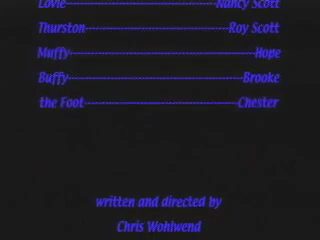 Lovie------------------------------Nancy Scott
Thurston------------------------------Roy Scott
Muffy------------------------------Hope
Buffy------------------------------Brooke
the Foot------------------------------Chester
written and directed by
Chris Wohlwend